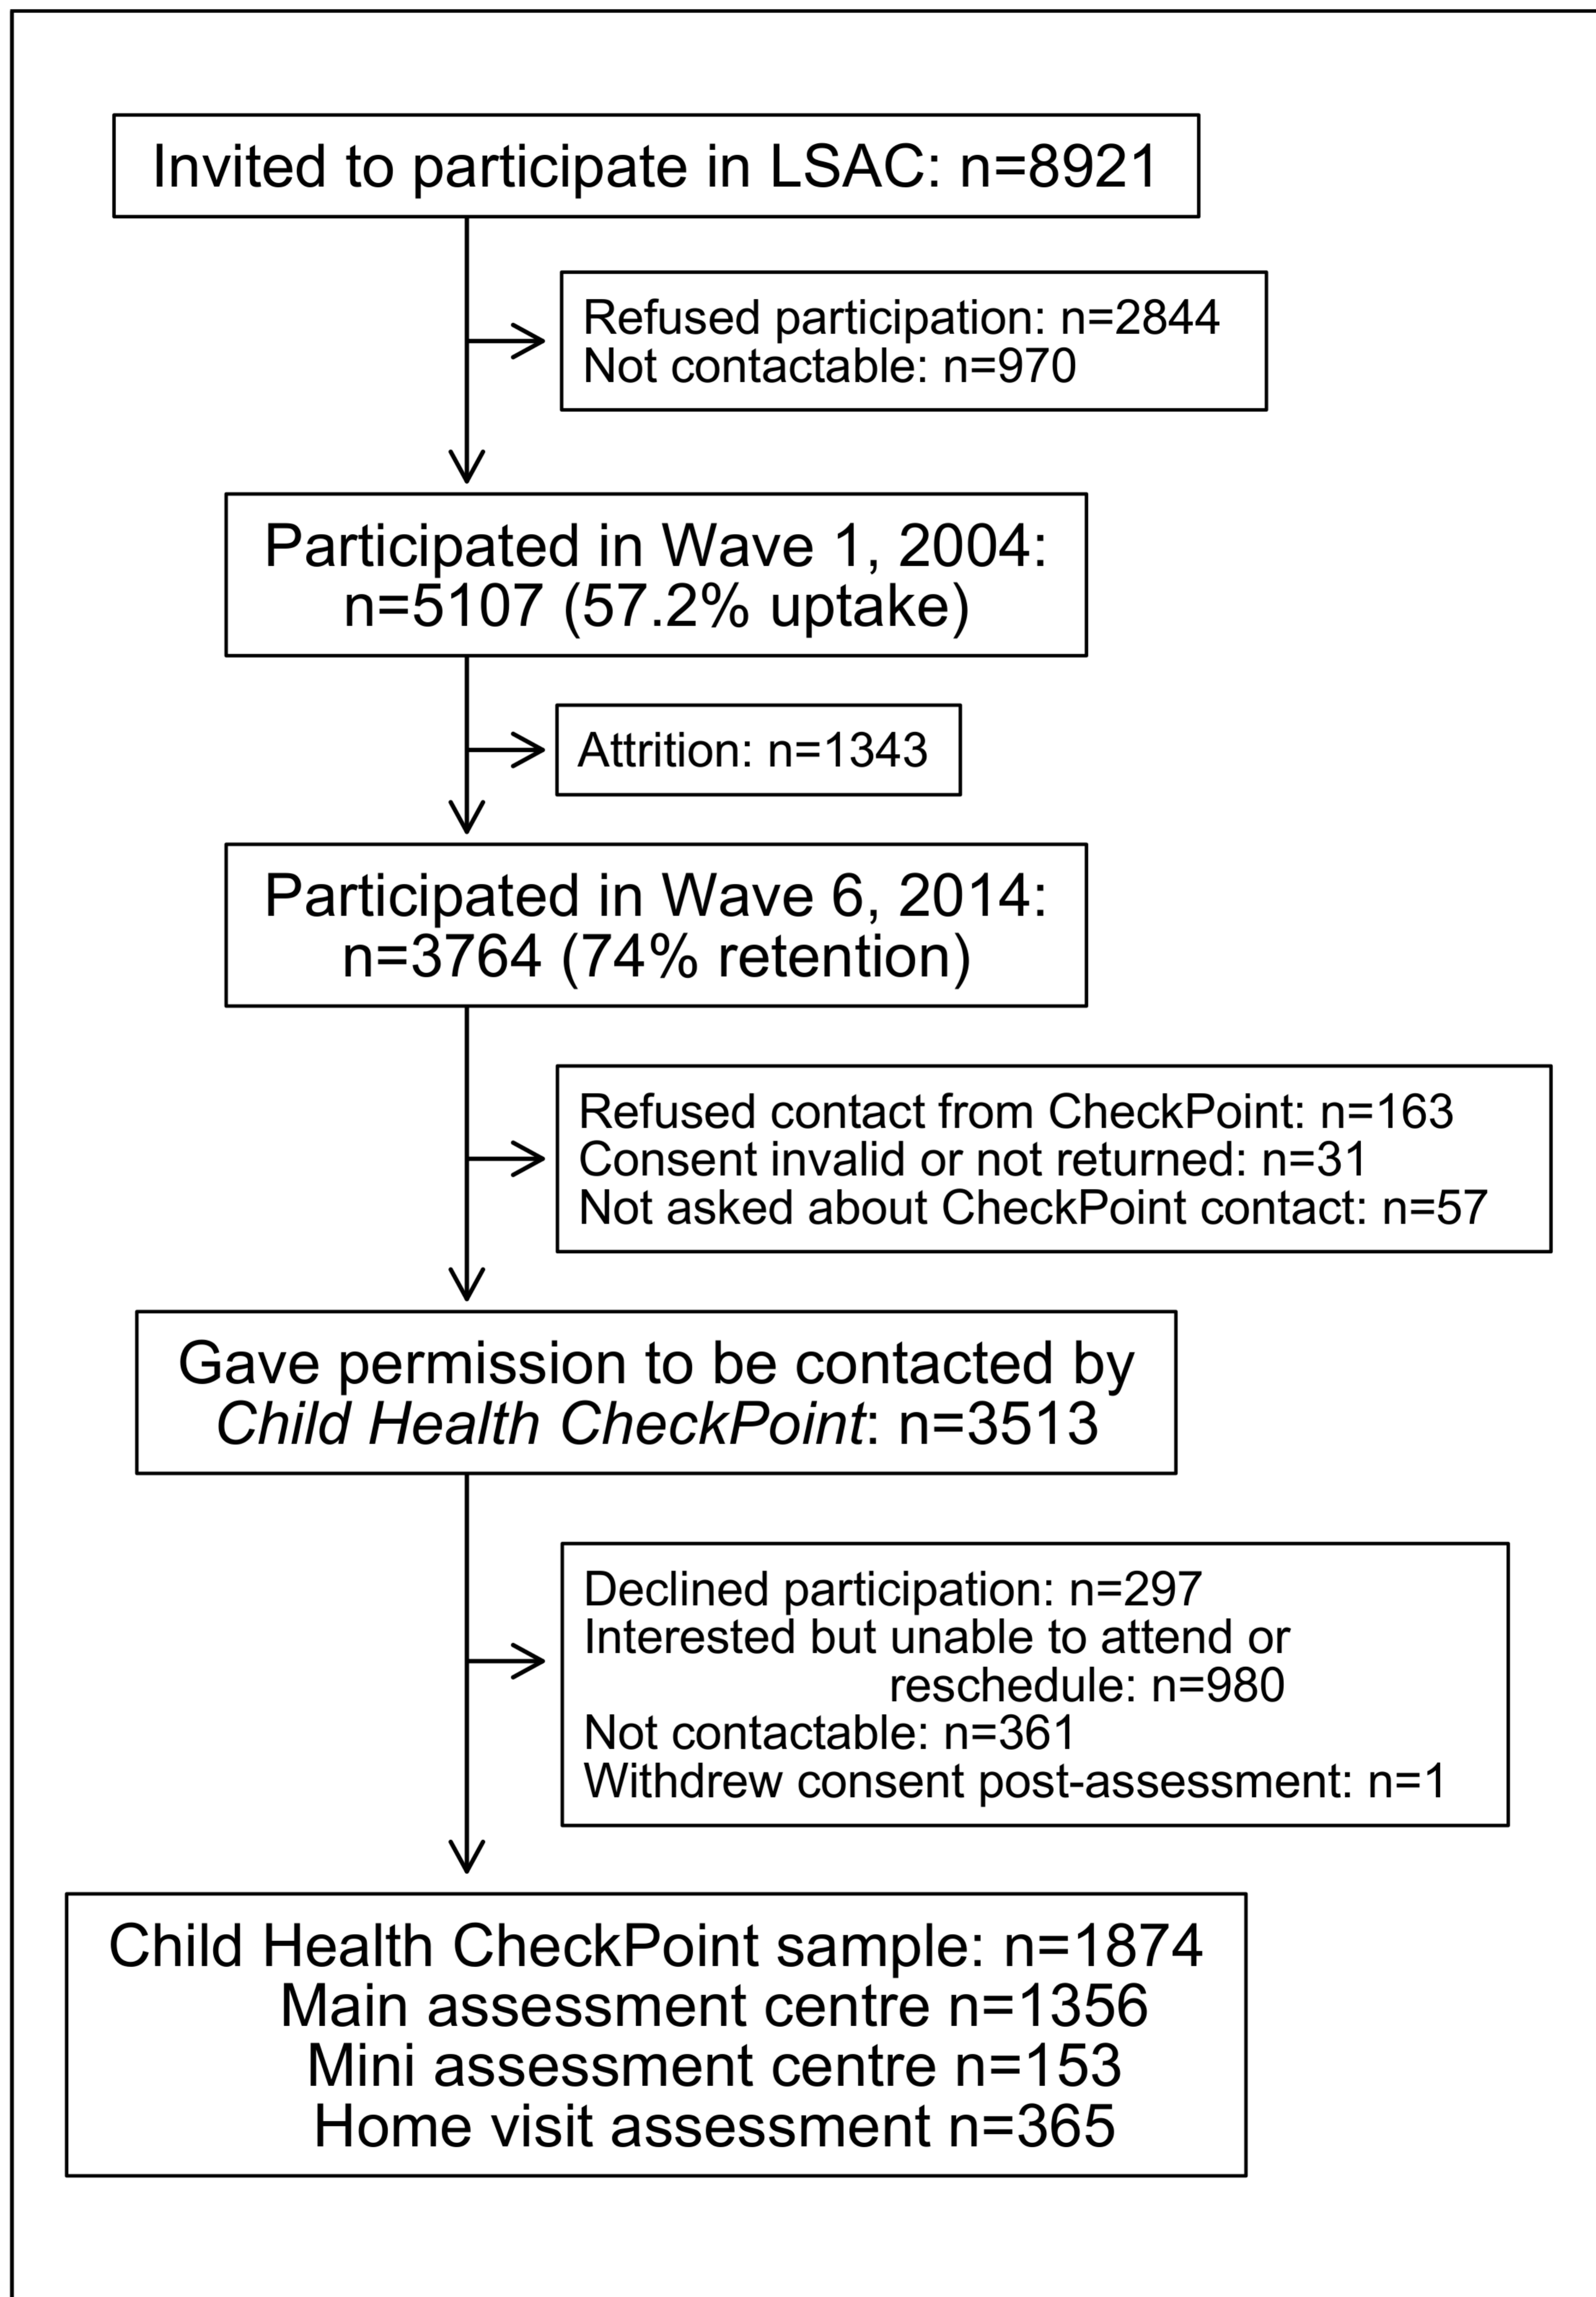 Invited to participate in LSAC: n=8921
Refused participation: n=2844
Not contactable: n=970
Participated in Wave 1, 2004:
n=5107 (57.2% uptake)
Attrition: n=1343
Participated in Wave 6, 2014:
n=3764 (74% retention)
Refused contact from CheckPoint: n=163
Consent invalid or not returned: n=31
Not asked about CheckPoint contact: n=57
Gave permission to be contacted by
Child Health CheckPoint: n=3513
Declined participation: n=297
Interested but unable to attend or
reschedule: n=980
Not contactable: n=361
Withdrew consent post-assessment: n=1
Child Health CheckPoint sample: n=1874
Main assessment centre n=1356
Mini assessment centre n=153
Home visit assessment n=365